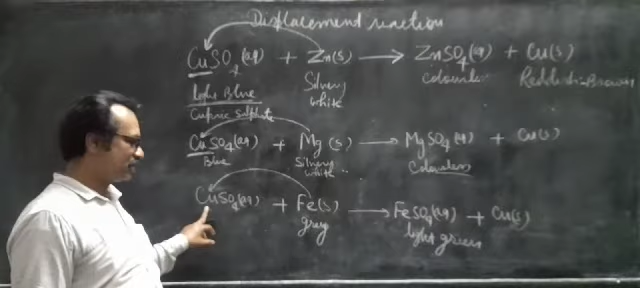 Displacement reaction
CuSO₄(aq) + Zn(s) → ZnSO₄(aq) + Cu(s)
Light Blue Silvery white Colourless Reddish-Brown
Cupric Sulphate
CuSO₄(aq) + Mg(s) → MgSO₄(aq) + Cu(s)
Blue Silvery white Colourless
CuSO₄(aq) + Fe(s) → FeSO₄(aq) + Cu(s)
grey light green